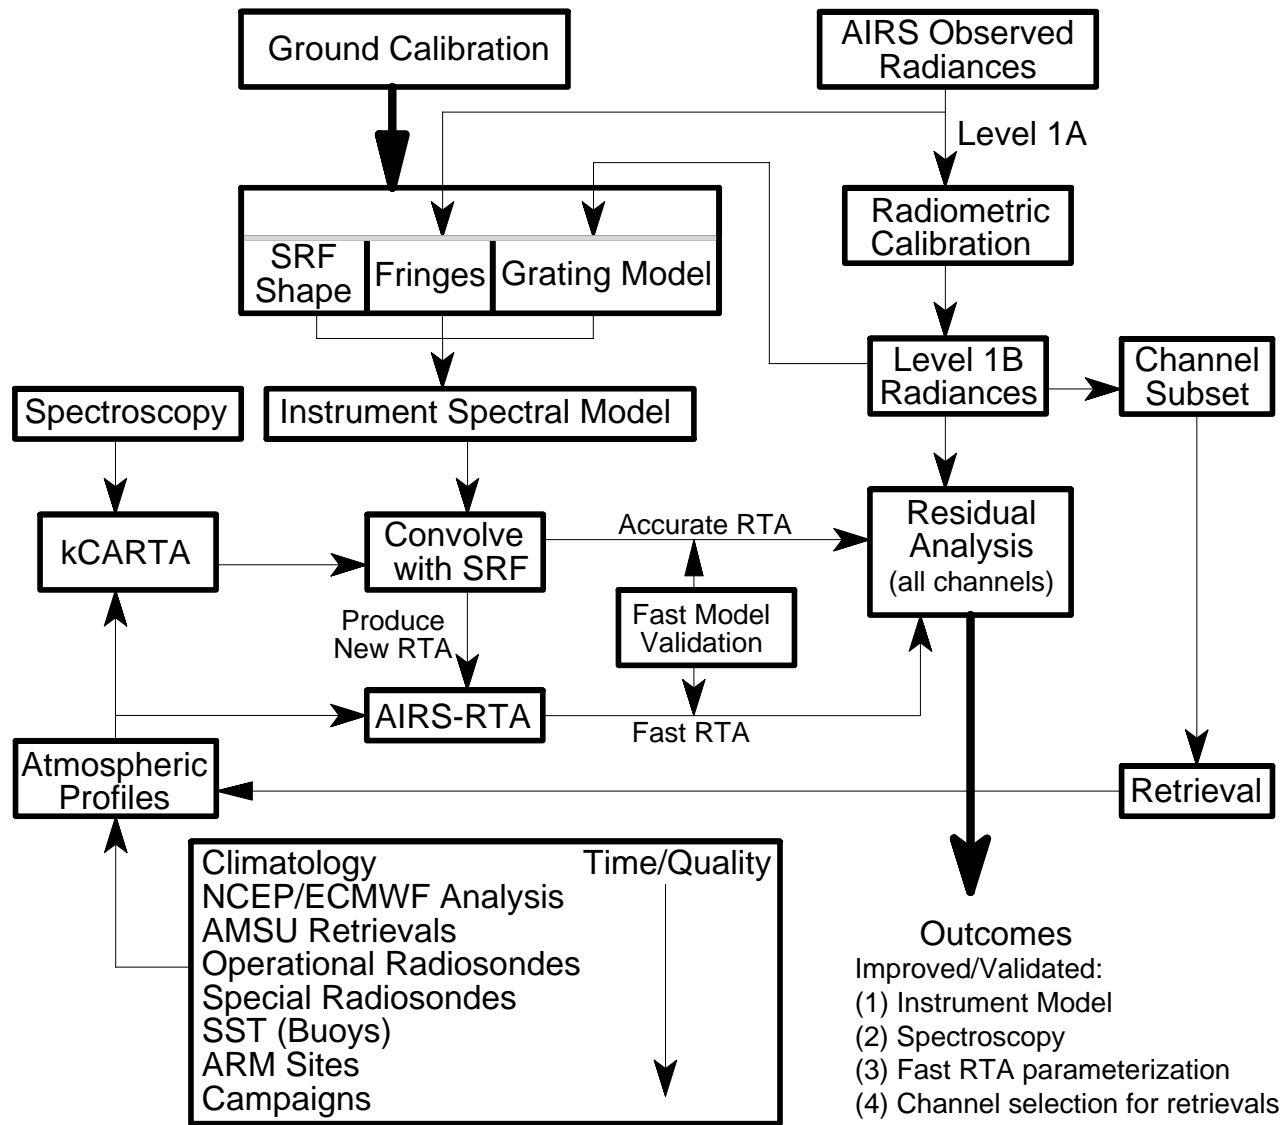 Ground Calibration
AIRS Observed
Radiances
Level 1A
Radiometric
Calibration
SRF
Shape
Fringes
Grating Model
Level 1B
Radiances
Channel
Subset
Spectroscopy
Instrument Spectral Model
kCARTA
Convolve
with SRF
Accurate RTA
Residual
Analysis
(all channels)
Produce
New RTA
Fast Model
Validation
AIRS-RTA
Fast RTA
Atmospheric
Profiles
Retrieval
Climatology
Time/Quality
NCEP/ECMWF Analysis
AMSU Retrievals
Operational Radiosondes
Special Radiosondes
SST (Buoys)
ARM Sites
Campaigns
Outcomes
Improved/Validated:
(1) Instrument Model
(2) Spectroscopy
(3) Fast RTA parameterization
(4) Channel selection for retrievals